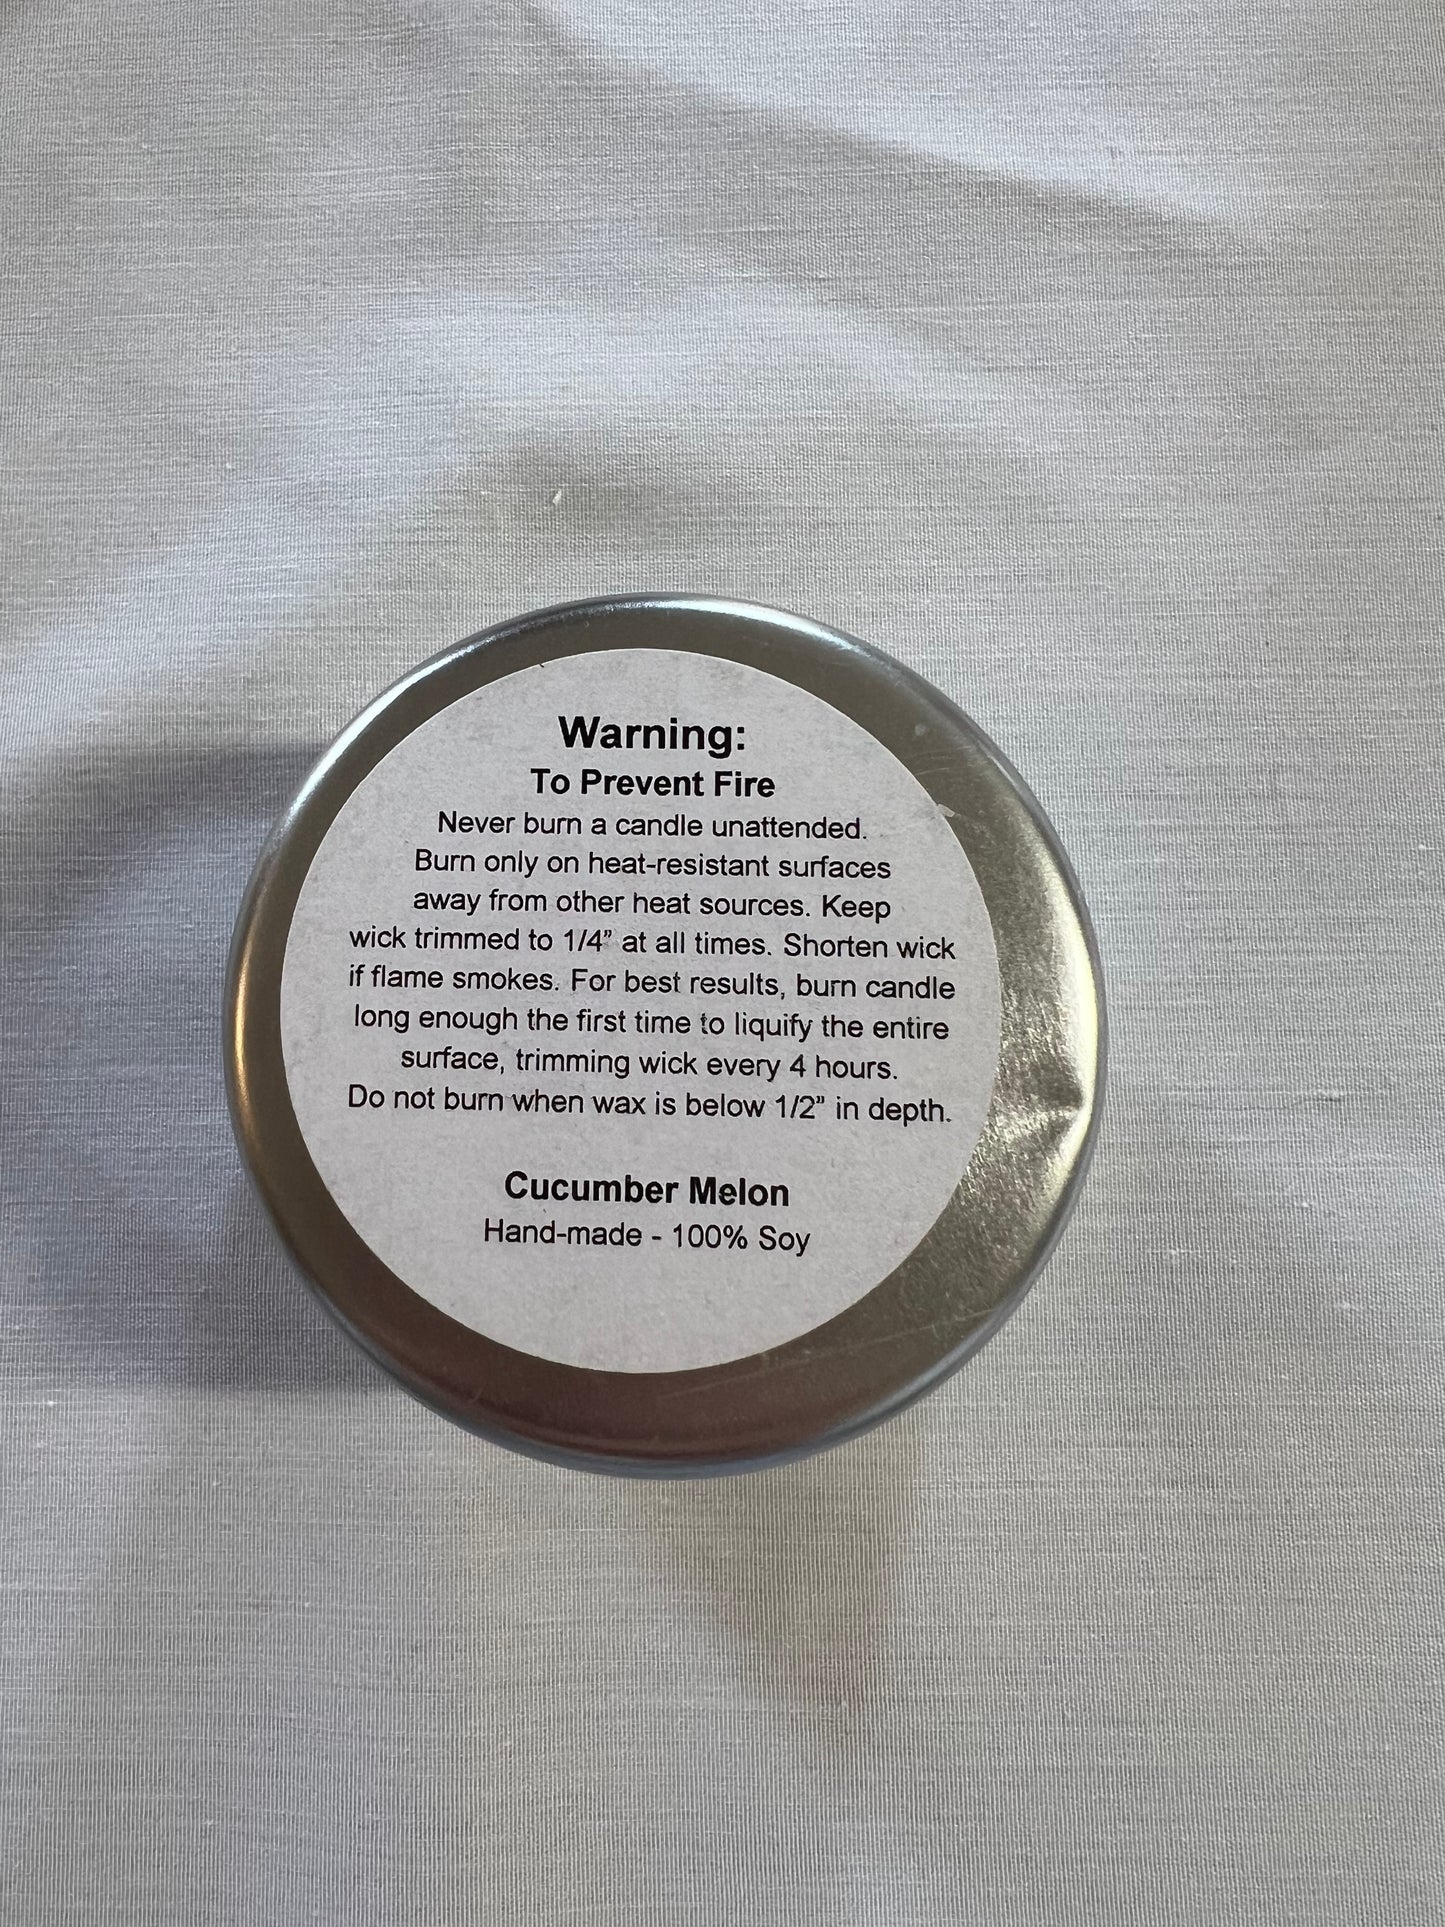 Warning:
To Prevent Fire
Never burn a candle unattended.
Burn only on heat-resistant surfaces
away from other heat sources. Keep
wick trimmed to 1/4” at all times. Shorten wick
if flame smokes. For best results, burn candle
long enough the first time to liquify the entire
surface, trimming wick every 4 hours.
Do not burn when wax is below 1/2” in depth.
Cucumber Melon
Hand-made - 100% Soy